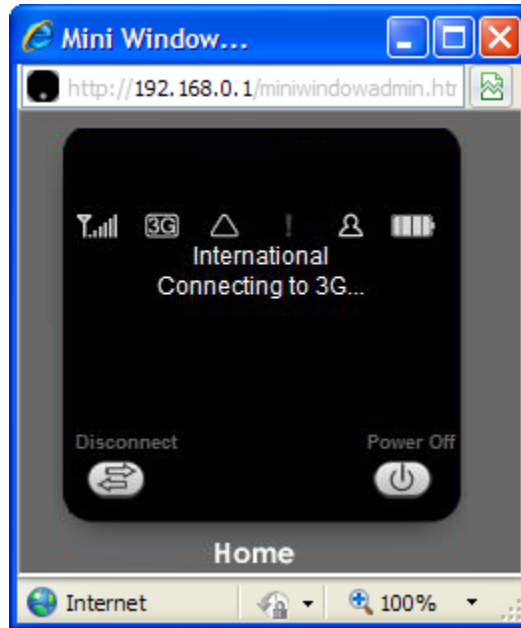 Mini Window...
http://192.168.0.1/miniwindowadmin.htr
3G
International
Connecting to 3G...
Disconnect Power Off
Home
Internet 100%